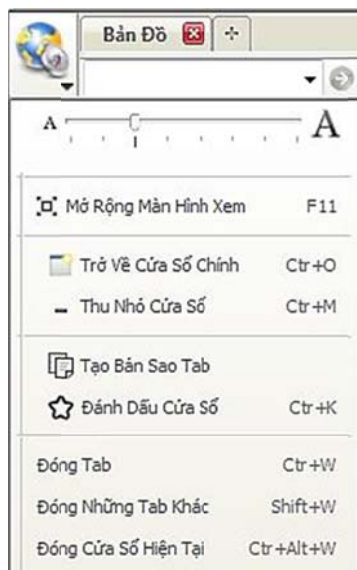 Bản Đồ
A A
Mở Rộng Màn Hình Xem F11
Trở Về Cửa Sổ Chính Ctr+O
Thu Nhỏ Cửa Sổ Ctr+M
Tạo Bản Sao Tab
Đánh Dấu Cửa Sổ Ctr+K
Đóng Tab Ctr+W
Đóng Những Tab Khác Shift+W
Đóng Cửa Sổ Hiện Tại Ctr+Alt+W